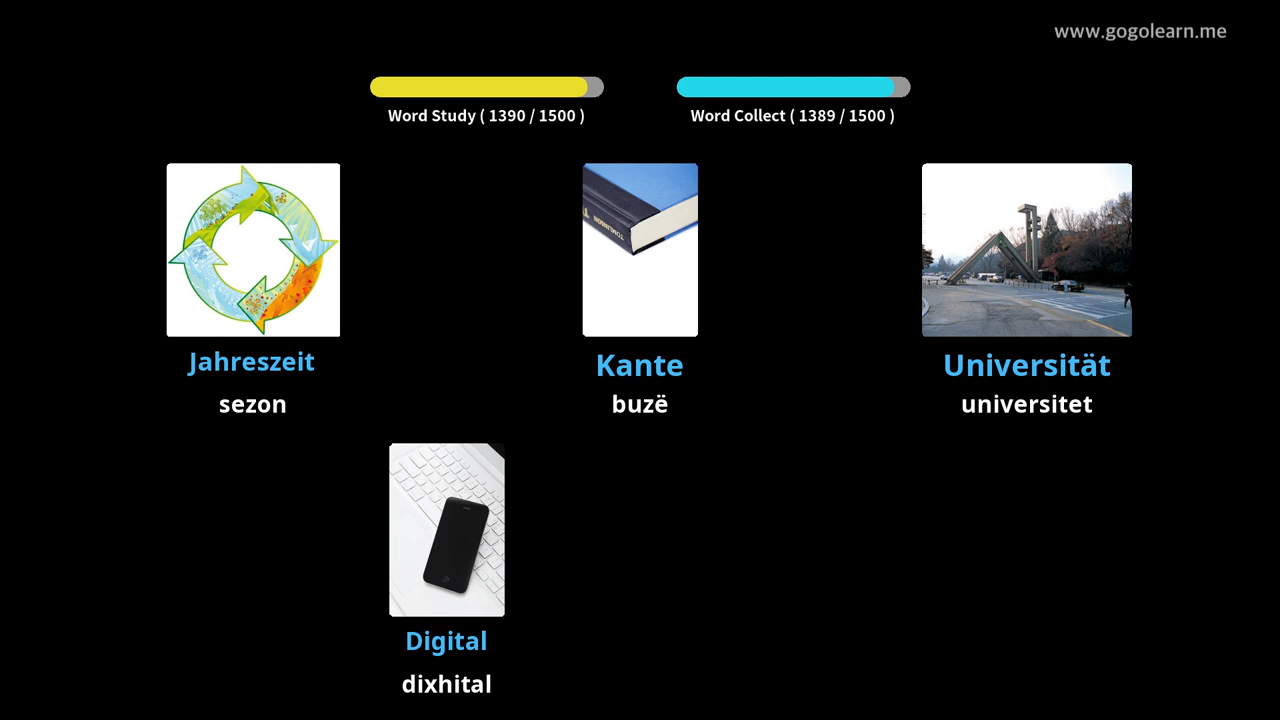 www.gogolearn.me
Word Study ( 1390 / 1500 )
Word Collect ( 1389 / 1500 )
TOMLINSON
Jahreszeit
Kante
Universität
sezon
buzë
universitet
Digital
dixhital